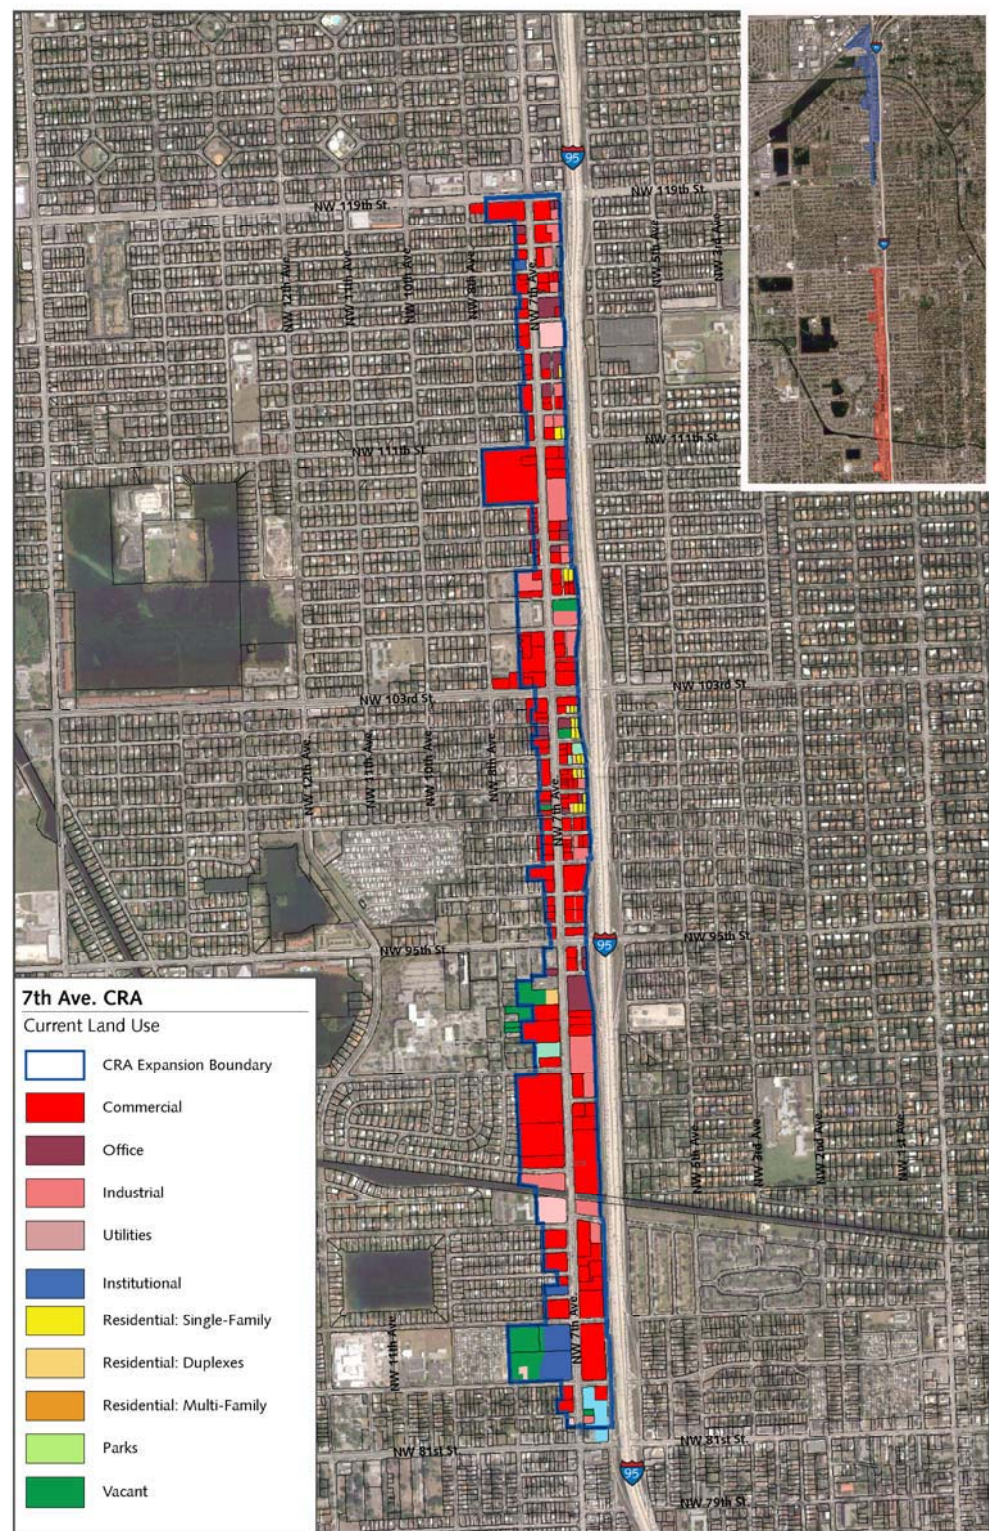 95
NW 119th St.
NW 119th St.
NW 12th Ave.
NW 11th Ave.
NW 10th Ave.
NW 7th Ave.
NW 5th Ave.
NW 3rd Ave.
NW 111th St.
NW 111th St.
NW 103rd St.
NW 103rd St.
NW 12th Ave.
NW 11th Ave.
NW 10th Ave.
NW 8th Ave.
NW 7th Ave.
NW 95th St.
95
NW 95th St.
7th Ave. CRA
Current Land Use
CRA Expansion Boundary
Commercial
Office
Industrial
Utilities
Institutional
Residential: Single-Family
Residential: Duplexes
Residential: Multi-Family
Parks
Vacant
NW 5th Ave.
NW 3rd Ave
NW 2nd Ave.
NW 1st Ave.
NW 7th Ave.
NW 11th Ave
NW 81st St.
NW 81st St.
95
NW 79th St.